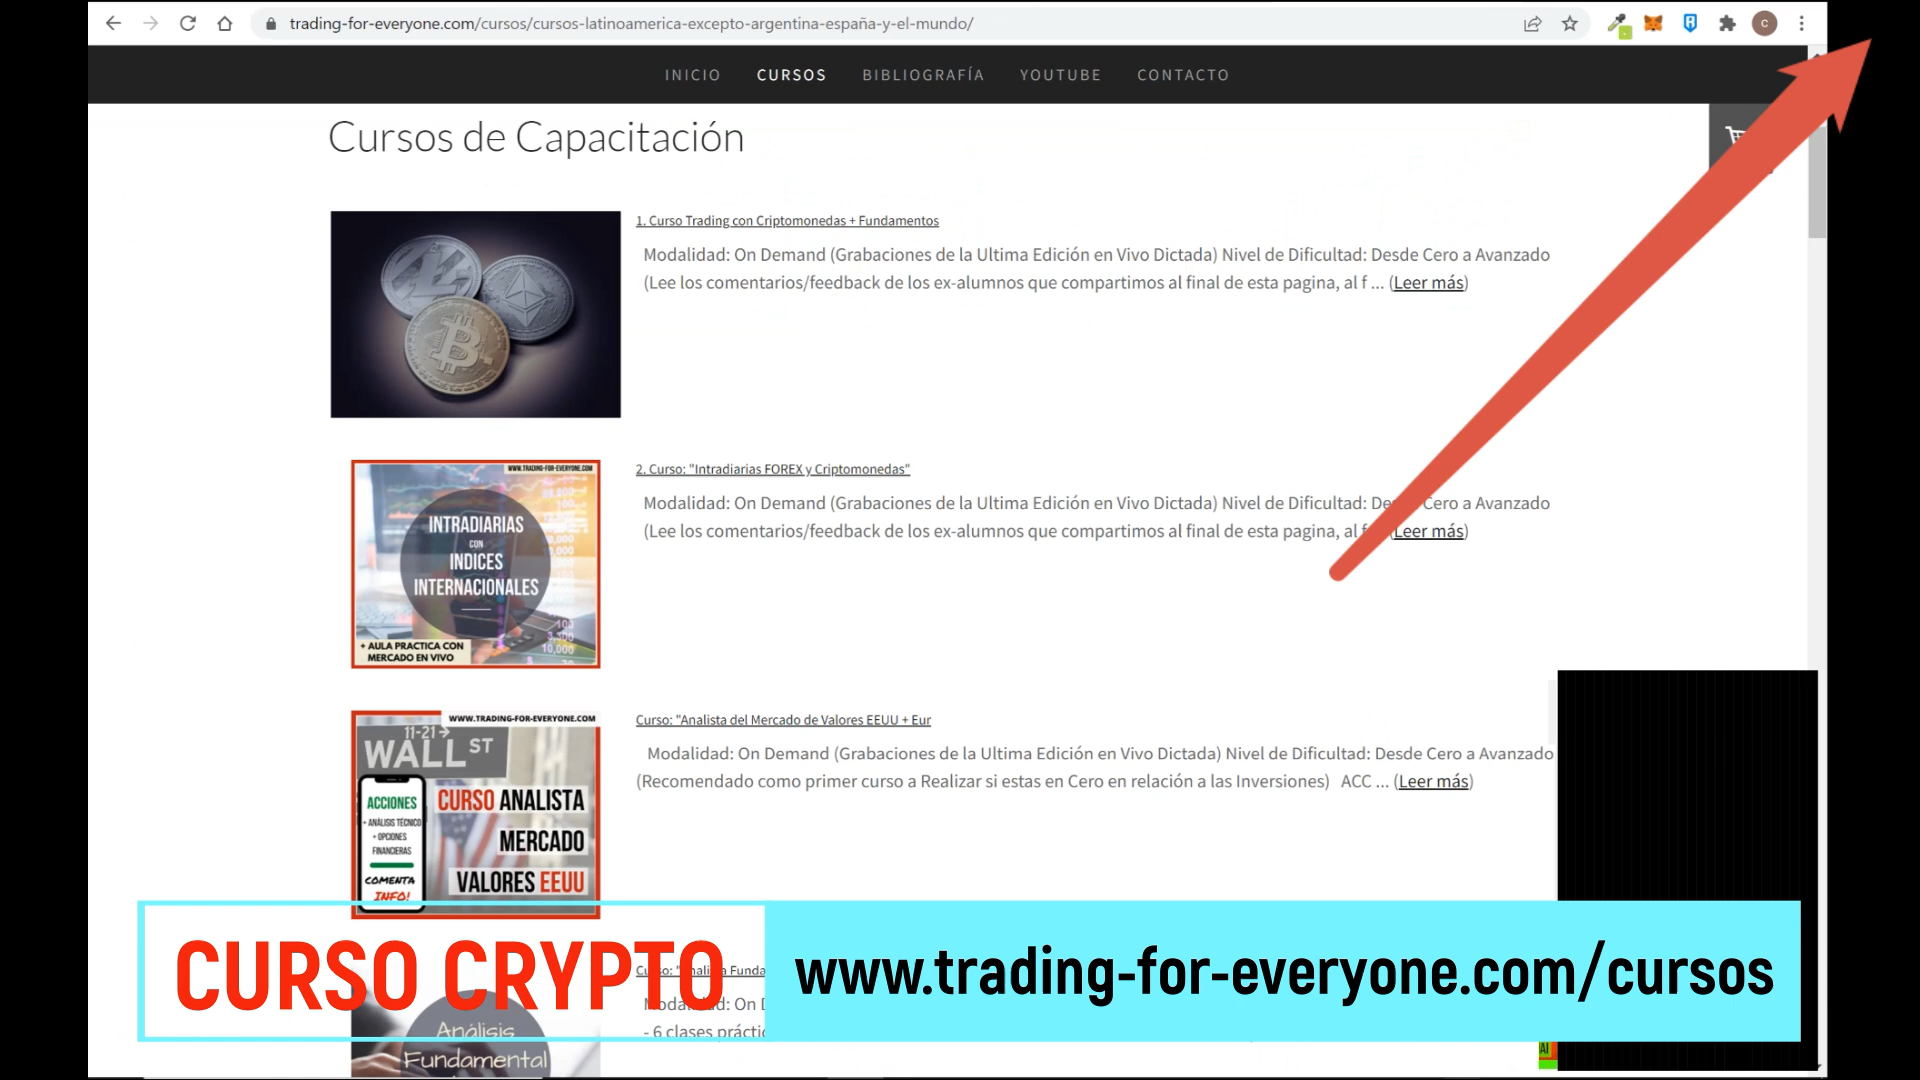 trading-for-everyone.com/cursos/cursos-latinoamerica-excepto-argentina-españa-y-el-mundo/
C
INICIO CURSOS BIBLIOGRAFÍA YOUTUBE CONTACTO
Cursos de Capacitación
1. Curso Trading con Criptomonedas + Fundamentos
Modalidad: On Demand (Grabaciones de la Ultima Edición en Vivo Dictada) Nivel de Dificultad: Desde Cero a Avanzado
(Lee los comentarios/feedback de los ex-alumnos que compartimos al final de esta pagina, al f ... (Leer más)
WWW.TRADING-FOR-EVERYONE.COM
INTRADIARIAS
CON
INDICES
INTERNACIONALES
+ AULA PRACTICA CON
MERCADO EN VIVO
2. Curso: "Intradiarias FOREX y Criptomonedas"
Modalidad: On Demand (Grabaciones de la Ultima Edición en Vivo Dictada) Nivel de Dificultad: De Cero a Avanzado
(Lee los comentarios/feedback de los ex-alumnos que compartimos al final de esta pagina, al f (Leer más)
WWW.TRADING-FOR-EVERYONE.COM
11-21
WALL ST
ACCIONES
+ ANÁLISIS TÉCNICO
+ OPCIONES
FINANCIERAS
COMENTA
INFO!
CURSO ANALISTA
MERCADO
VALORES EEUU
Curso: "Analista del Mercado de Valores EEUU + Eur
Modalidad: On Demand (Grabaciones de la Ultima Edición en Vivo Dictada) Nivel de Dificultad: Desde Cero a Avanzado
(Recomendado como primer curso a Realizar si estas en Cero en relación a las Inversiones) ACC ... (Leer más)
CURSO CRYPTO
www.trading-for-everyone.com/cursos
- 6 clases práctic
Análisis
Fundamental